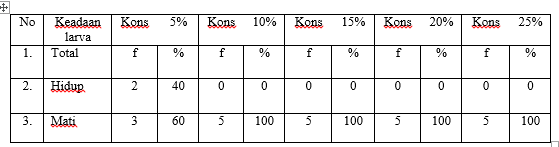 No Keadaan larva Kons 5% Kons 10% Kons 15% Kons 20% Kons 25%
1. Total f % f % f % f % f %
2. Hidup 2 40 0 0 0 0 0 0 0 0
3. Mati 3 60 5 100 5 100 5 100 5 100